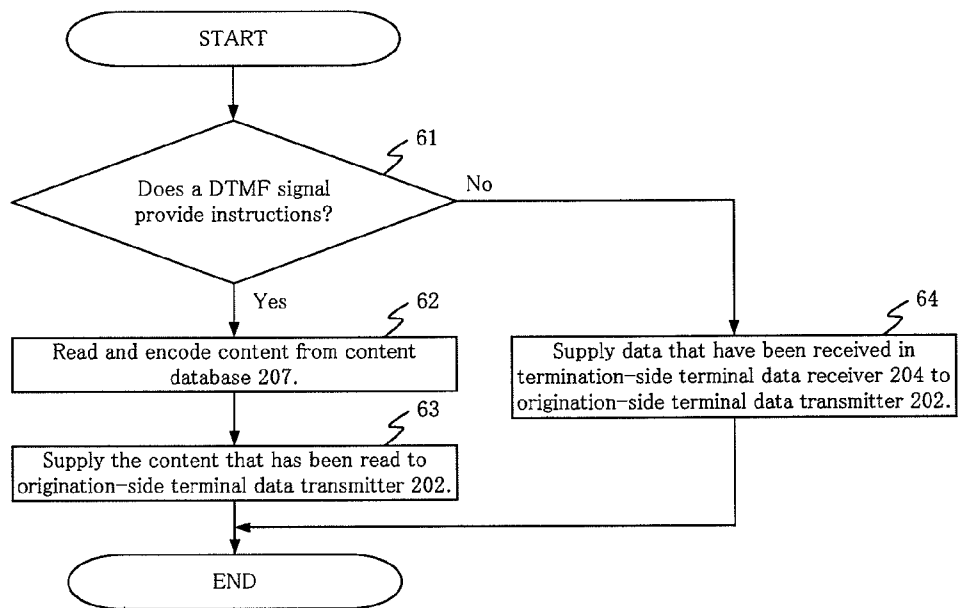 START
61
Does a DTMF signal
provide instructions?
No
Yes
62
Read and encode content from content
database 207.
64
Supply data that have been received in
termination-side terminal data receiver 204 to
origination-side terminal data transmitter 202.
63
Supply the content that has been read to
origination-side terminal data transmitter 202.
END